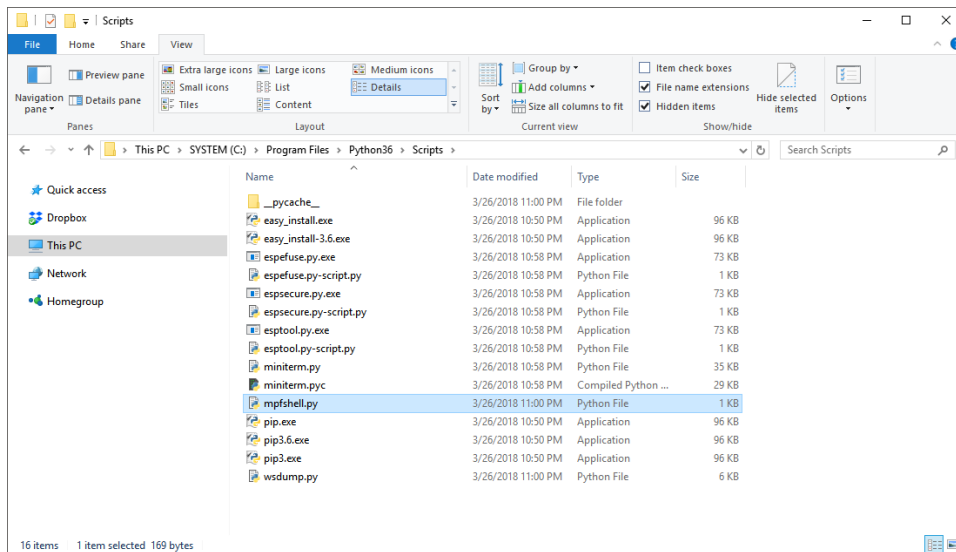 Scripts
File Home Share View
Navigation pane
Preview pane
Details pane
Panes
Extra large icons Large icons Medium icons
Small icons List Details
Tiles Content
Layout
Sort by
Group by
Add columns
Size all columns to fit
Current view
Item check boxes
File name extensions
Hidden items
Hide selected items
Show/hide
Options
This PC > SYSTEM (C:) > Program Files > Python36 > Scripts >
Search Scripts
Quick access
Dropbox
This PC
Network
Homegroup
Name Date modified Type Size
__pycache__ 3/26/2018 11:00 PM File folder
easy_install.exe 3/26/2018 10:50 PM Application 96 KB
easy_install-3.6.exe 3/26/2018 10:50 PM Application 96 KB
espefuse.py.exe 3/26/2018 10:58 PM Application 73 KB
espefuse.py-script.py 3/26/2018 10:58 PM Python File 1 KB
espsecure.py.exe 3/26/2018 10:58 PM Application 73 KB
espsecure.py-script.py 3/26/2018 10:58 PM Python File 1 KB
esptool.py.exe 3/26/2018 10:58 PM Application 73 KB
esptool.py-script.py 3/26/2018 10:58 PM Python File 1 KB
miniterm.py 3/26/2018 10:58 PM Python File 35 KB
miniterm.pyc 3/26/2018 10:58 PM Compiled Python ... 29 KB
mpfshell.py 3/26/2018 11:00 PM Python File 1 KB
pip.exe 3/26/2018 10:50 PM Application 96 KB
pip3.6.exe 3/26/2018 10:50 PM Application 96 KB
pip3.exe 3/26/2018 10:50 PM Application 96 KB
wsdump.py 3/26/2018 11:00 PM Python File 6 KB
16 items 1 item selected 169 bytes